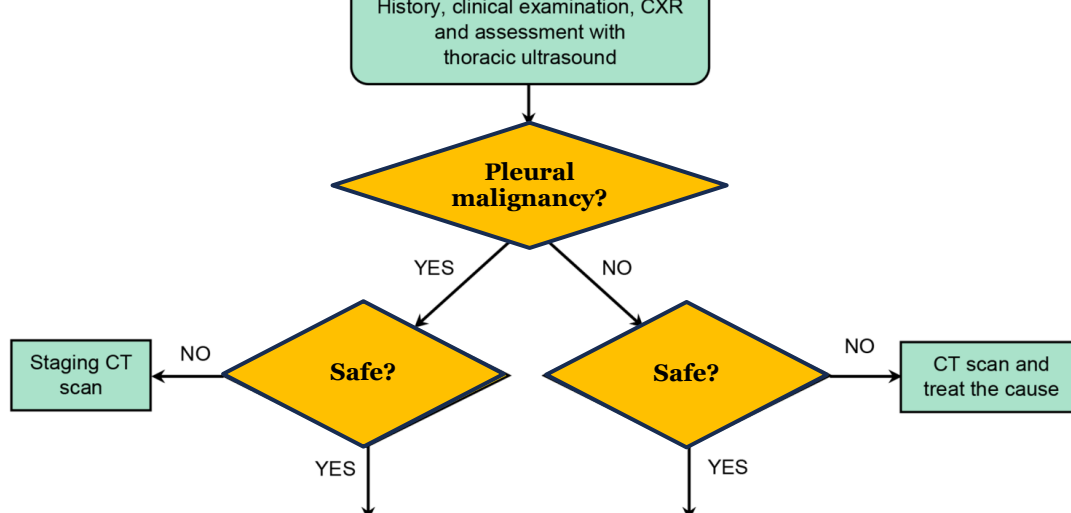 History, clinical examination, CXR
and assessment with
thoracic ultrasound
Pleural
malignancy?
YES
NO
Staging CT
scan
NO
Safe?
Safe?
NO
CT scan and
treat the cause
YES
YES